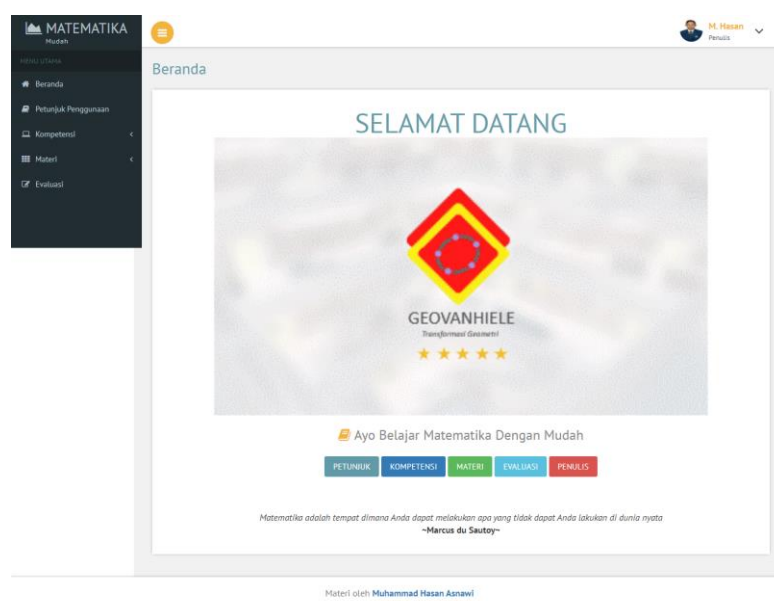 MATEMATIKA
Mudah
MENU UTAMA
Beranda
Petunjuk Penggunaan
Kompetensi
Materi
Evaluasi
M. Hasan
Penulis
Beranda
SELAMAT DATANG
GEOVANHIELE
Transformasi Geometri
Ayo Belajar Matematika Dengan Mudah
PETUNJUK KOMPETENSI MATERI EVALUASI PENULIS
Matematika adalah tempat dimana Anda dapat melakukan apa yang tidak dapat Anda lakukan di dunia nyata
~Marcus du Sautoy~
Materi oleh Muhammad Hasan Asnawi